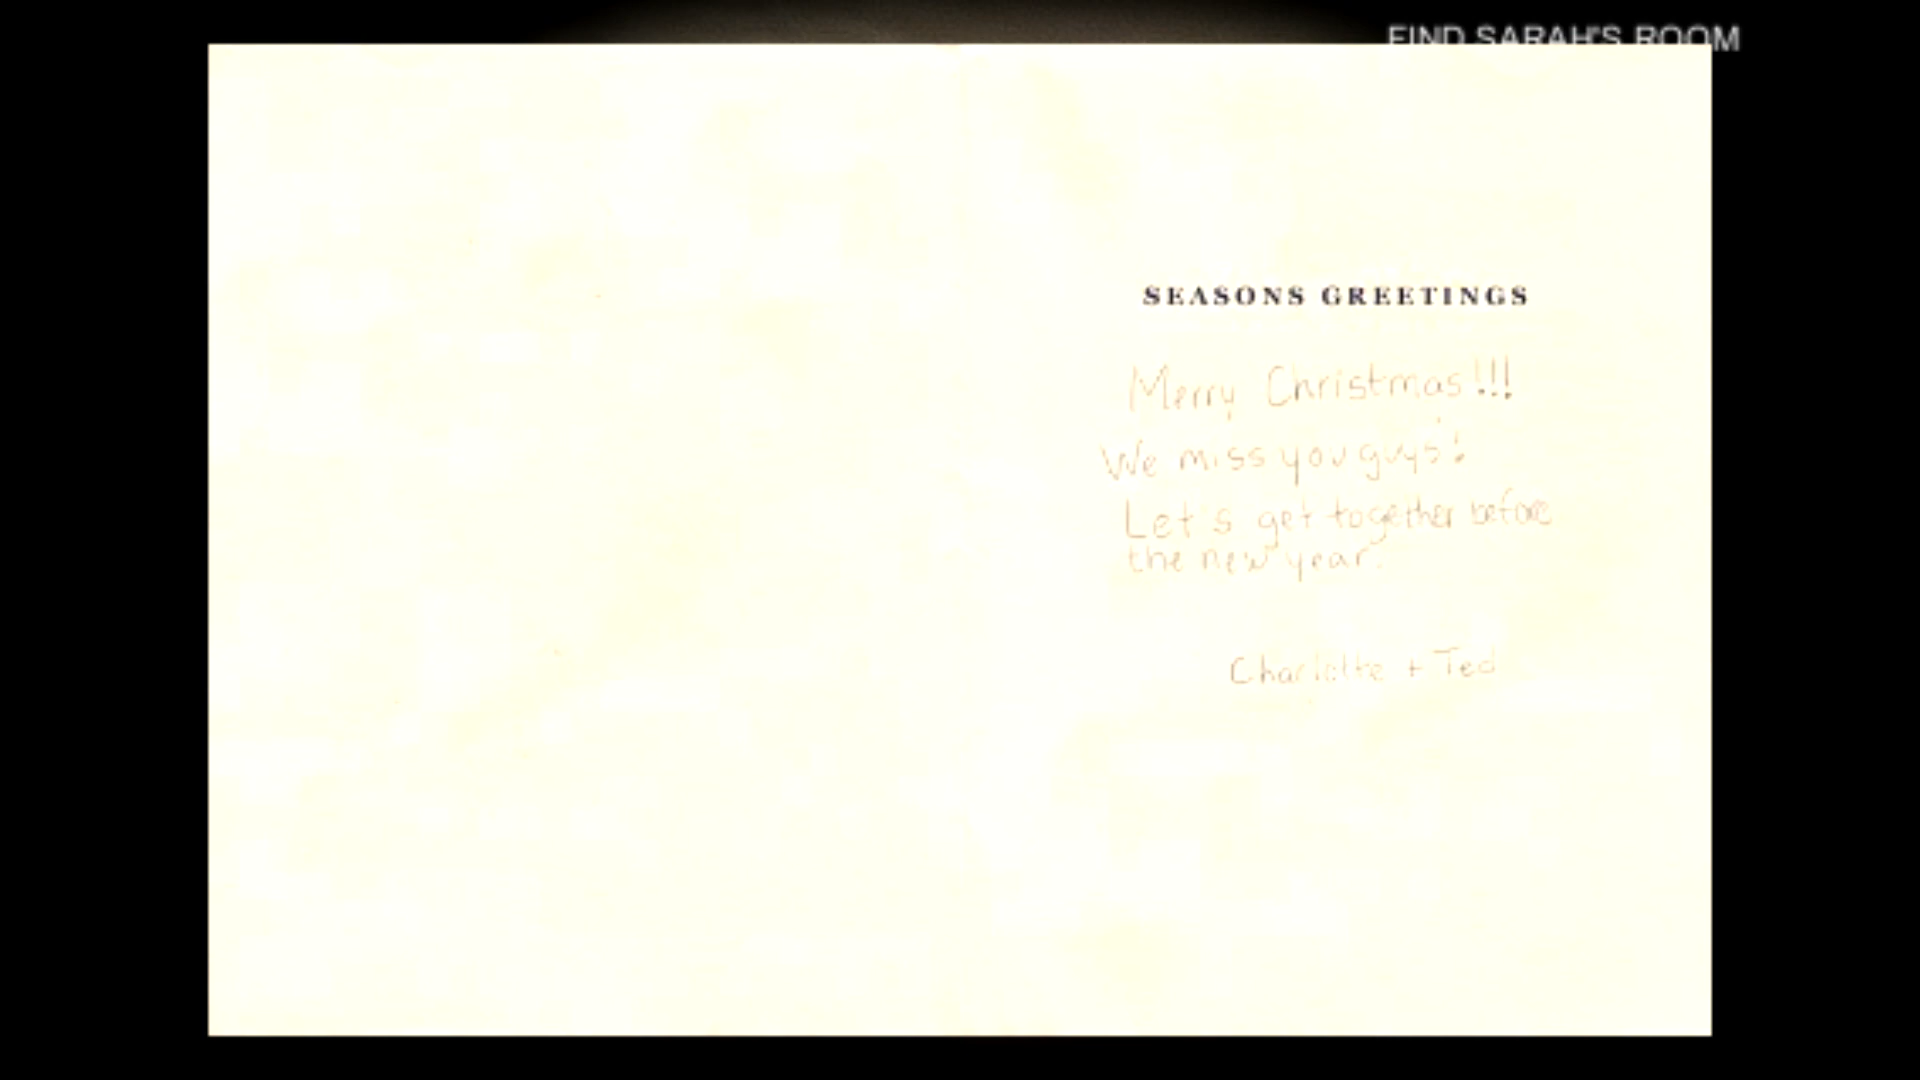 FIND SARAH'S ROOM
SEASONS GREETINGS
Merry Christmas!!!
We miss you guys!
Let's get together before
the new year.
Charlotte + Ted